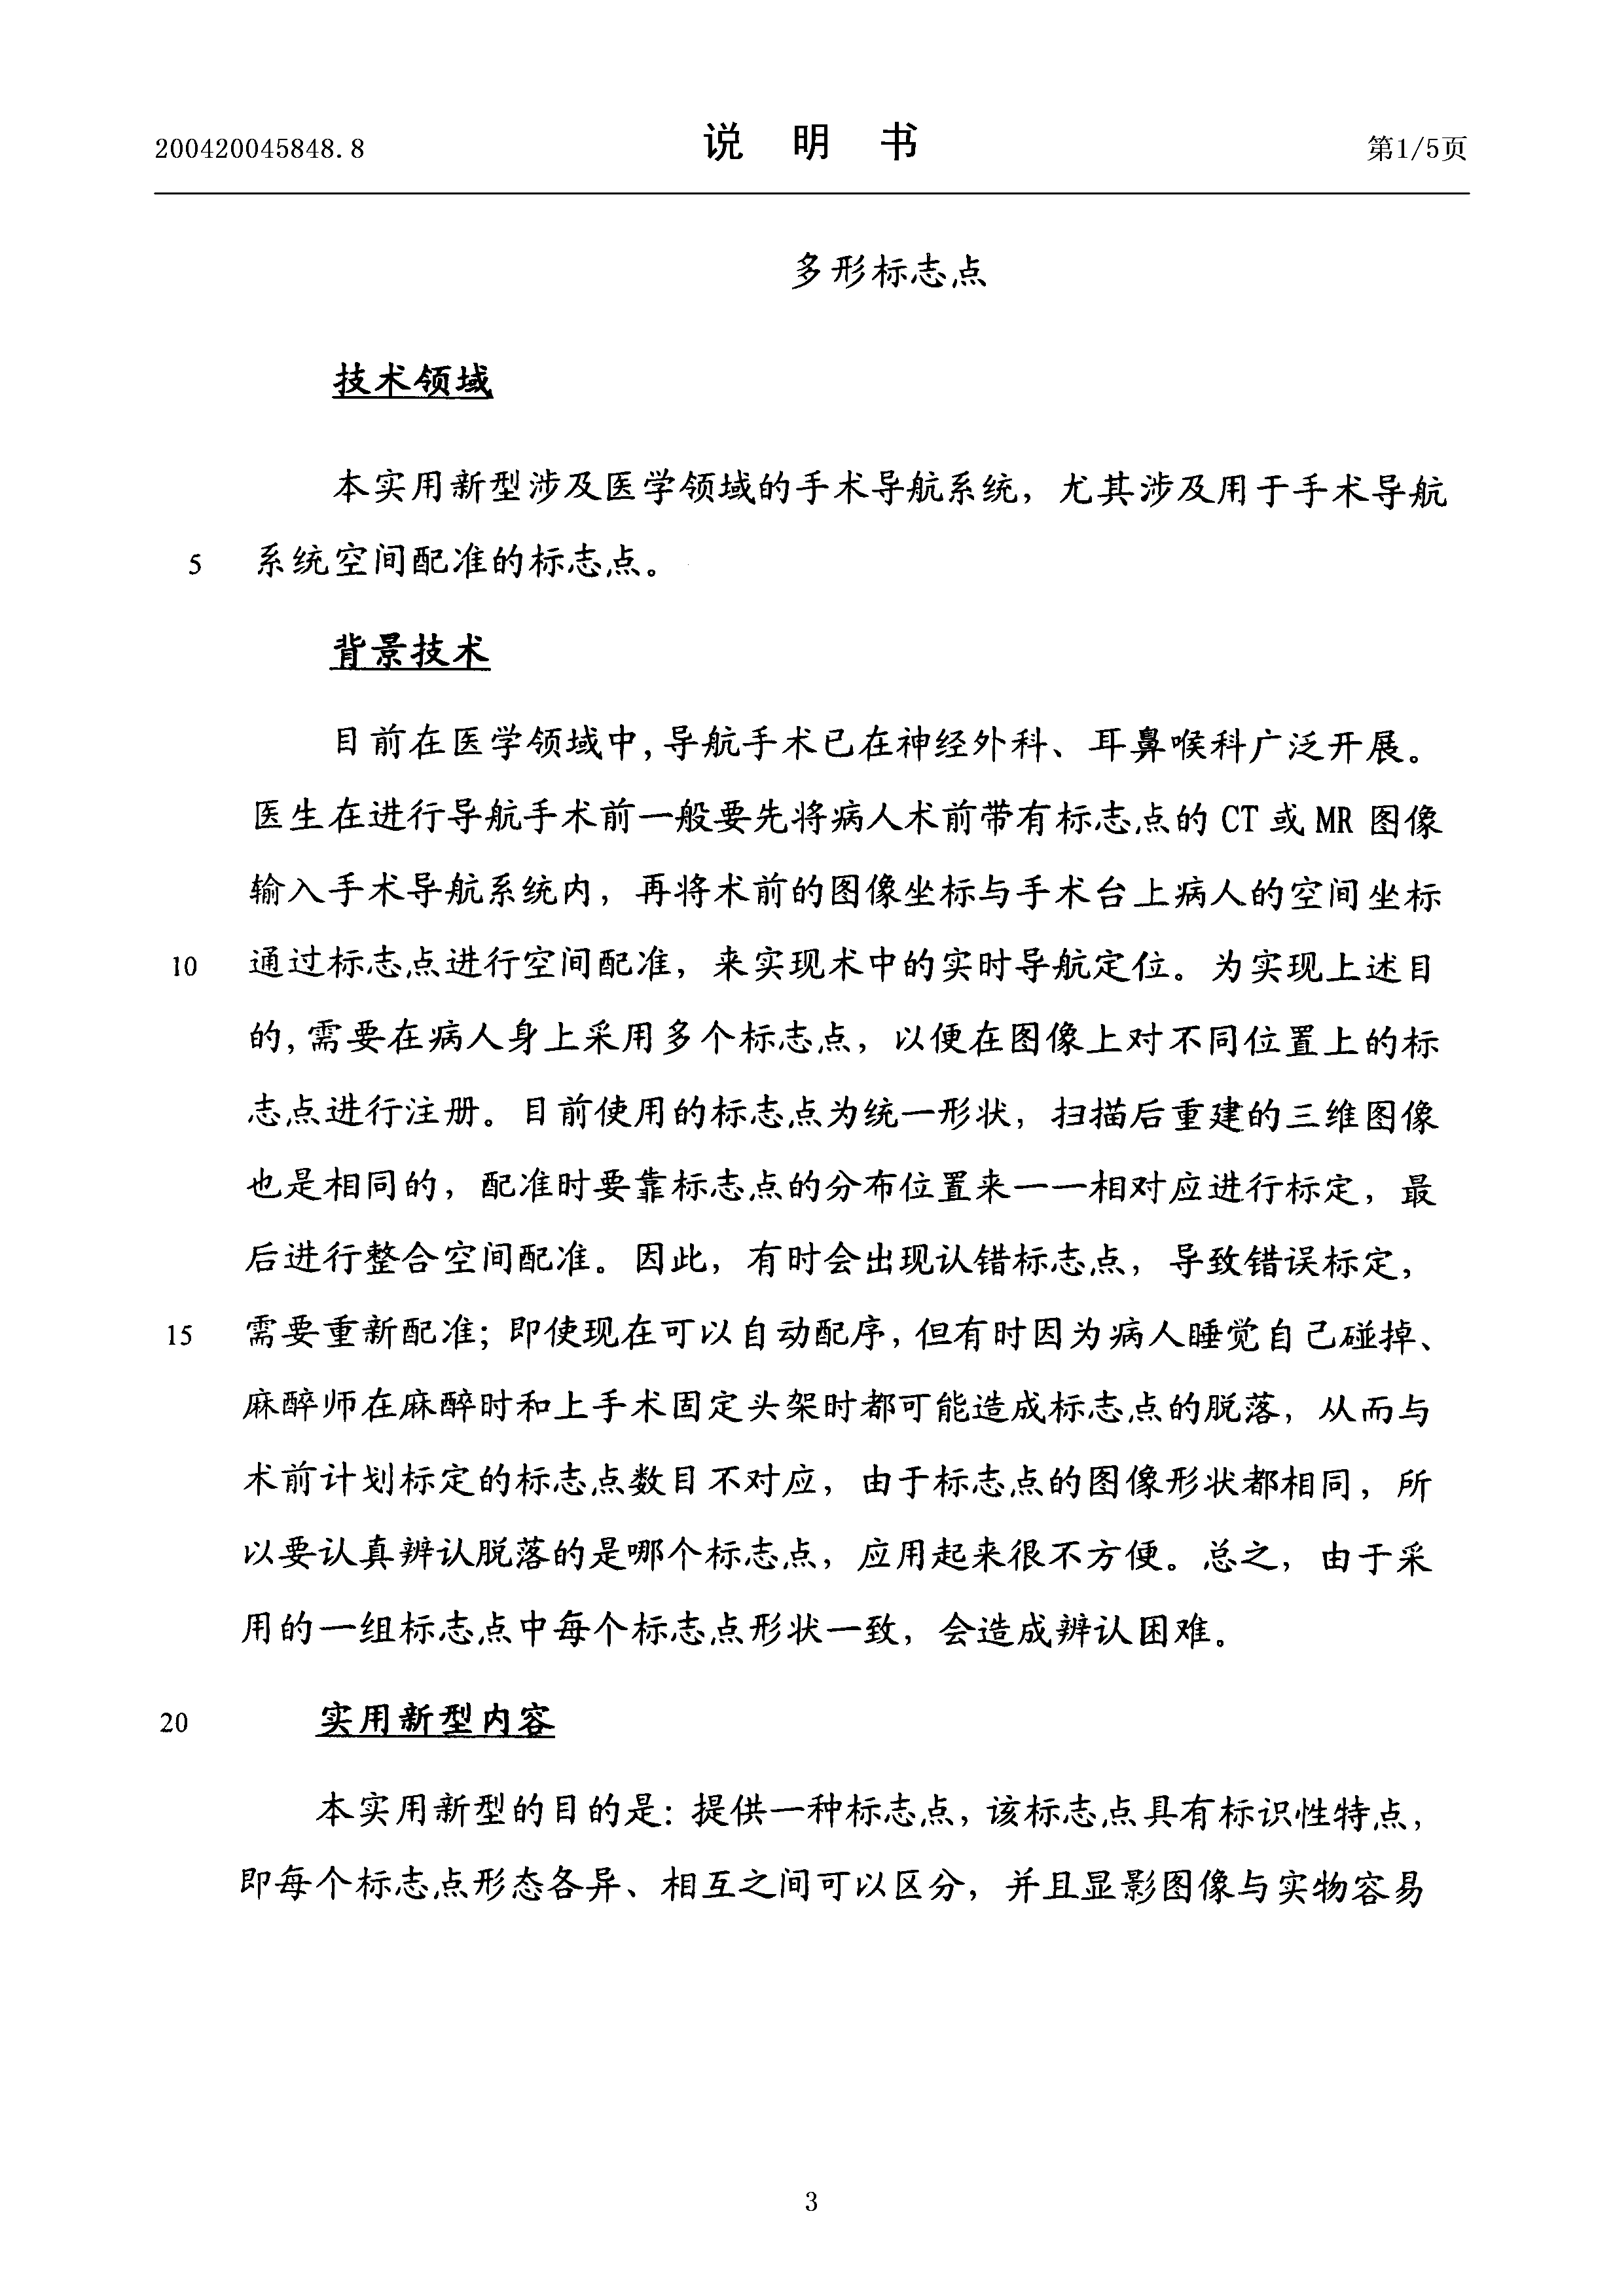 200420045848.8
说 明 书
第1/5页
多形标志点
技术领域
本实用新型涉及医学领域的手术导航系统，尤其涉及用于手术导航
5 系统空间配准的标志点。
背景技术
目前在医学领域中,导航手术已在神经外科、耳鼻喉科广泛开展。
医生在进行导航手术前一般要先将病人术前带有标志点的 CT 或 MR 图像
输入手术导航系统内，再将术前的图像坐标与手术台上病人的空间坐标
10 通过标志点进行空间配准，来实现术中的实时导航定位。为实现上述目
的,需要在病人身上采用多个标志点，以便在图像上对不同位置上的标
志点进行注册。目前使用的标志点为统一形状，扫描后重建的三维图像
也是相同的，配准时要靠标志点的分布位置来一一相对应进行标定，最
后进行整合空间配准。因此，有时会出现认错标志点，导致错误标定，
15 需要重新配准；即使现在可以自动配序,但有时因为病人睡觉自己碰掉、
麻醉师在麻醉时和上手术固定头架时都可能造成标志点的脱落，从而与
术前计划标定的标志点数目不对应，由于标志点的图像形状都相同，所
以要认真辨认脱落的是哪个标志点，应用起来很不方便。总之，由于采
用的一组标志点中每个标志点形状一致，会造成辨认困难。
20 实用新型内容
本实用新型的目的是：提供一种标志点，该标志点具有标识性特点，
即每个标志点形态各异、相互之间可以区分，并且显影图像与实物容易
3